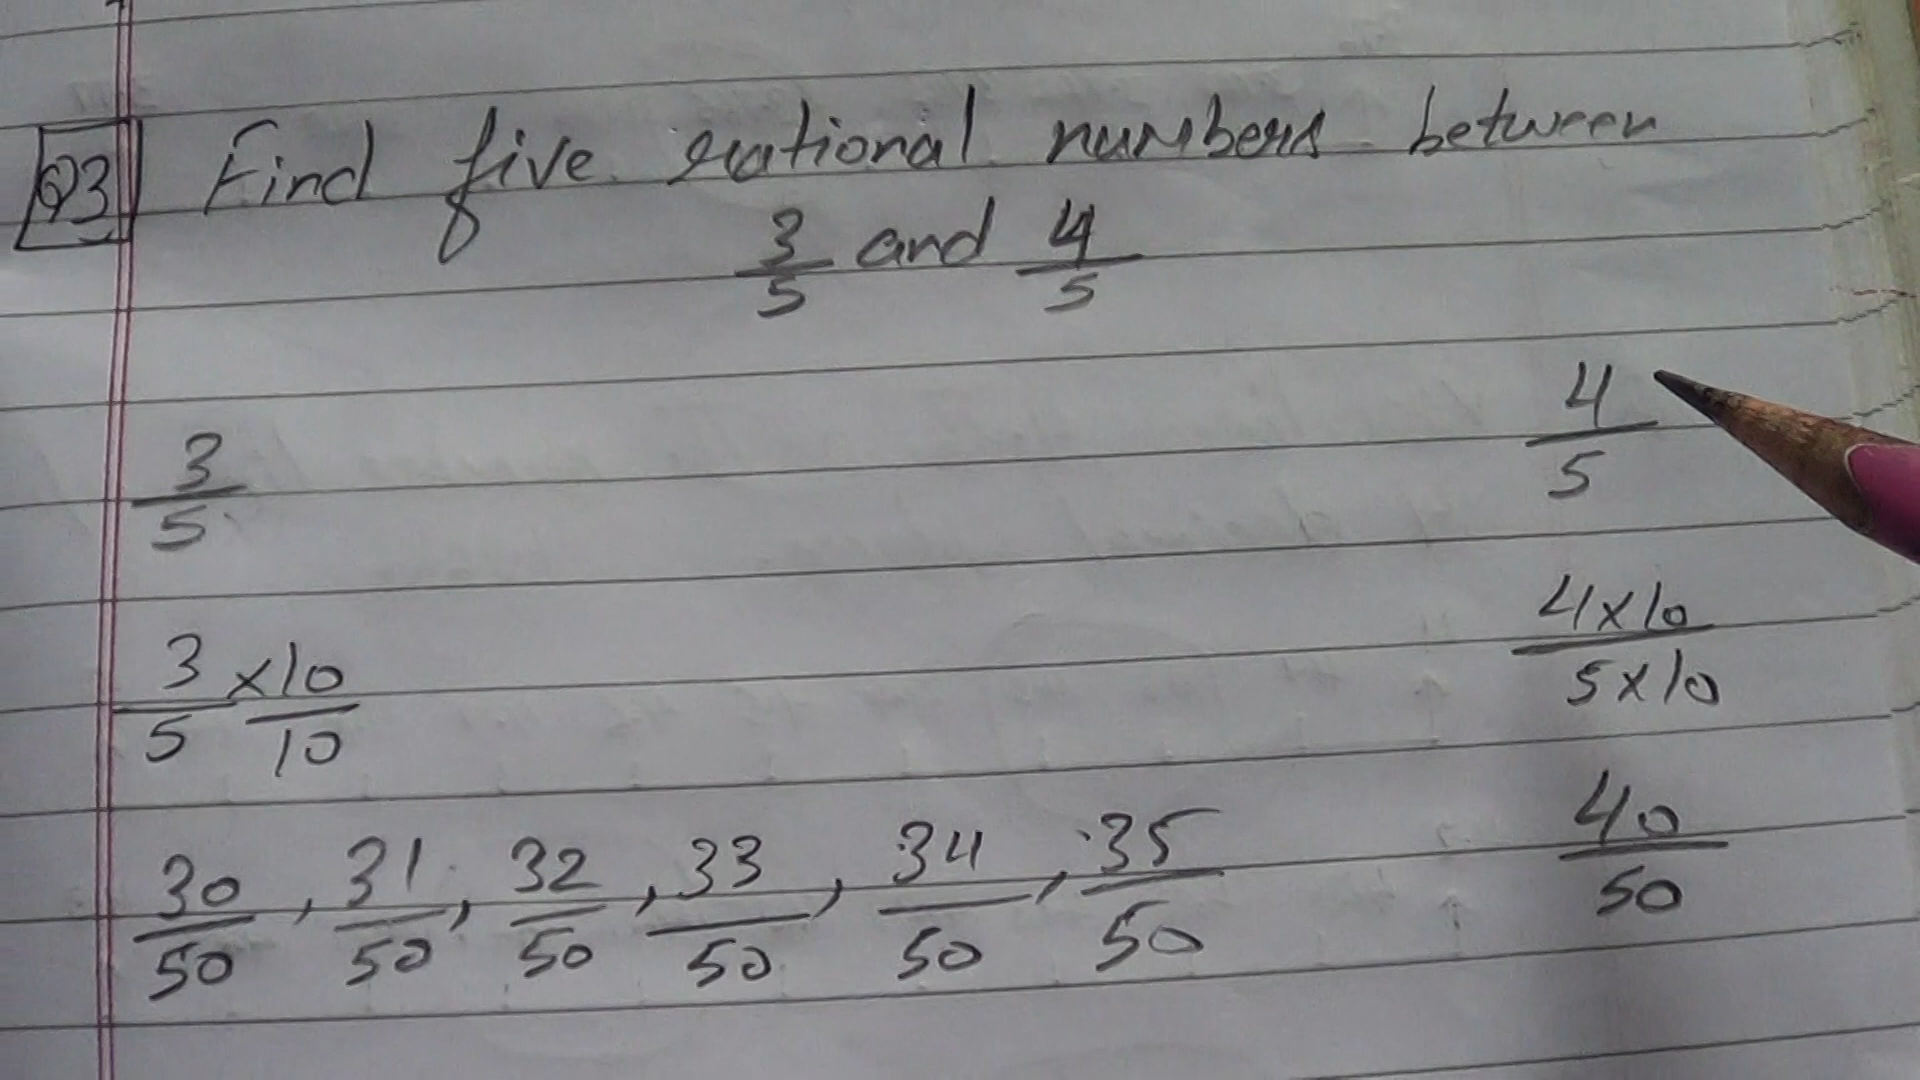 Q3 Find five rational numbers between
3/5 and 4/5
3/5 4/5
3/5 ×10/10 4×10/5×10
30/50, 31/50, 32/50, 33/50, 34/50, 35/50 40/50